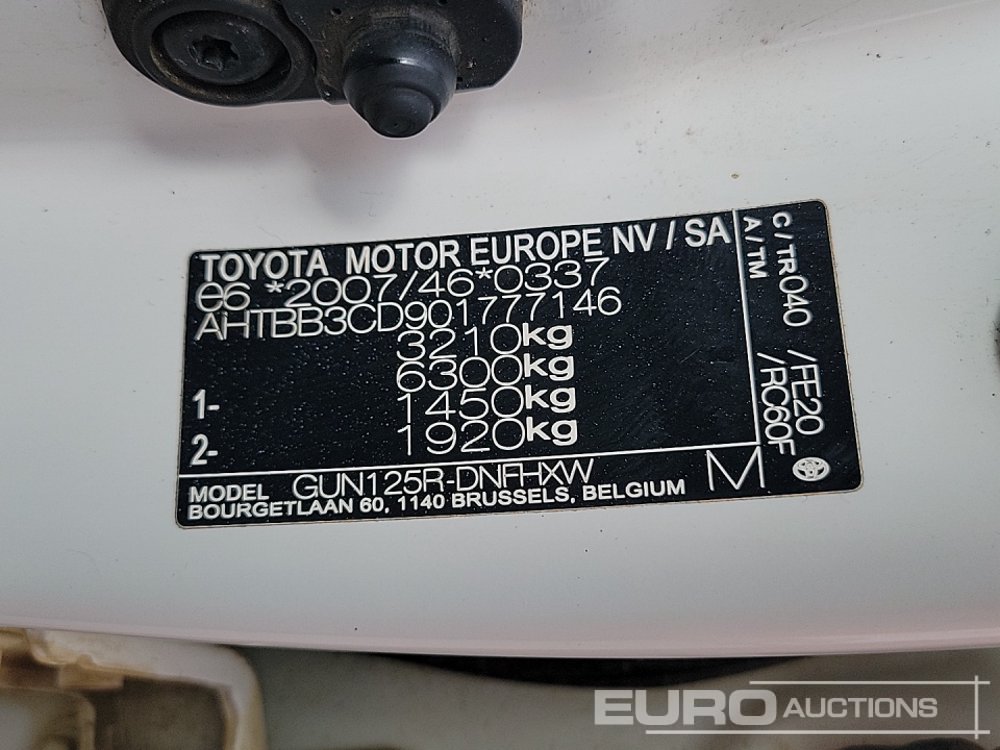 TOYOTA MOTOR EUROPE NV / SA
e6 *2007/46*0337
AHTBB3CD901777146
3210kg
6300kg
1- 1450kg
2- 1920kg
MODEL GUN125R-DNFHXW M
BOURGETLAAN 60, 1140 BRUSSELS, BELGIUM
C/TR040 /FE20
A/TM /RC60F
EURO AUCTIONS